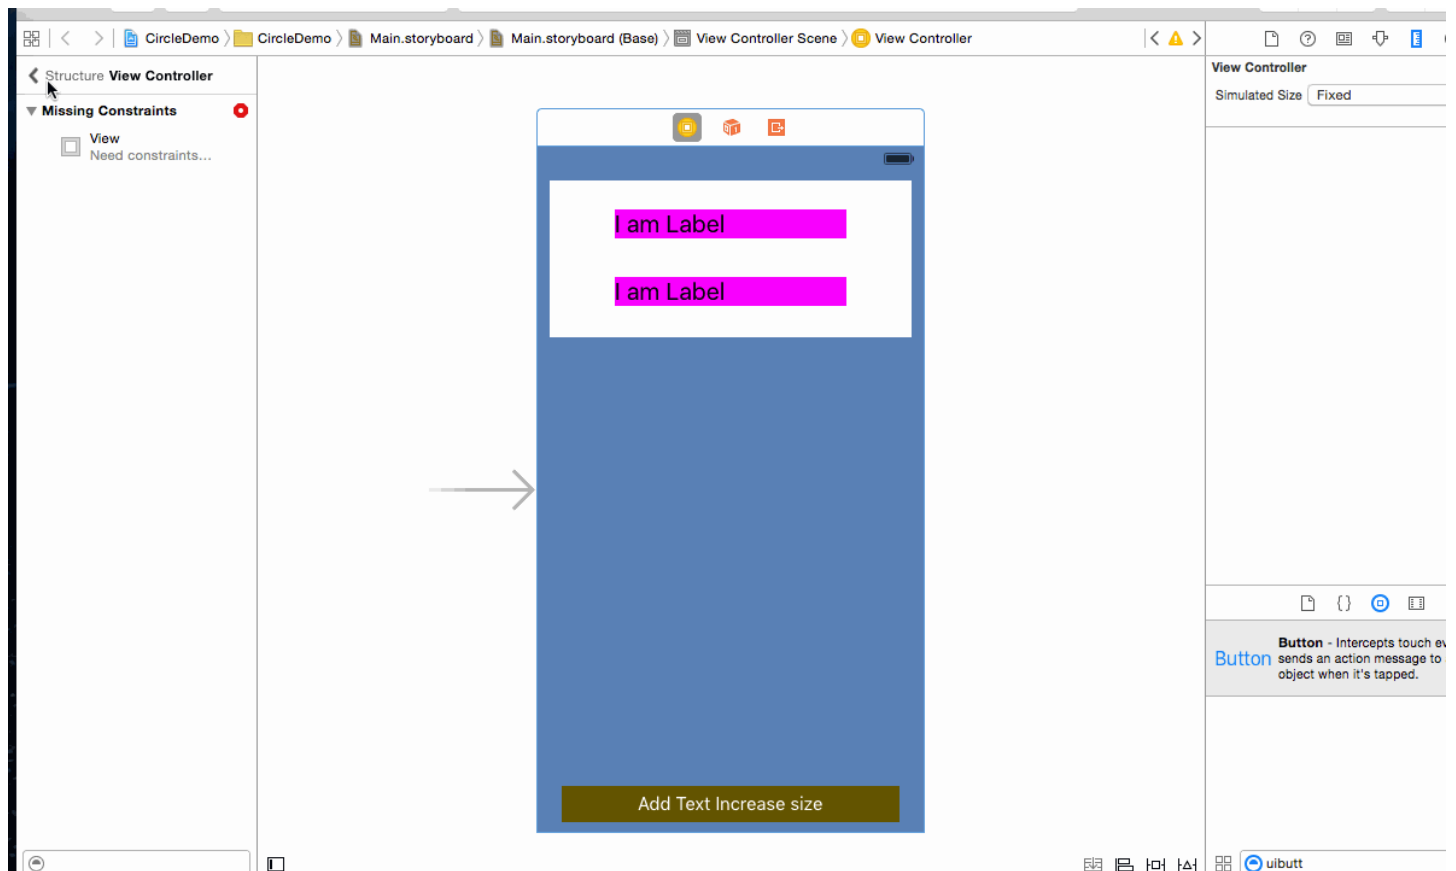 CircleDemo CircleDemo Main.storyboard Main.storyboard (Base) View Controller Scene View Controller
Structure View Controller
Missing Constraints
View
Need constraints...
I am Label
I am Label
Add Text Increase size
View Controller
Simulated Size Fixed
Button
Button - Intercepts touch ev
sends an action message to
object when it's tapped.
uibutt